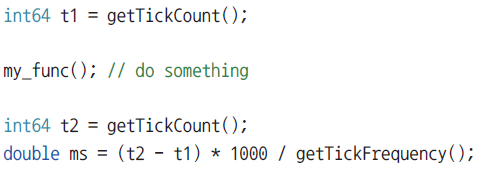 int64 t1 = getTickCount();
my_func(); // do something
int64 t2 = getTickCount();
double ms = (t2 - t1) * 1000 / getTickFrequency();